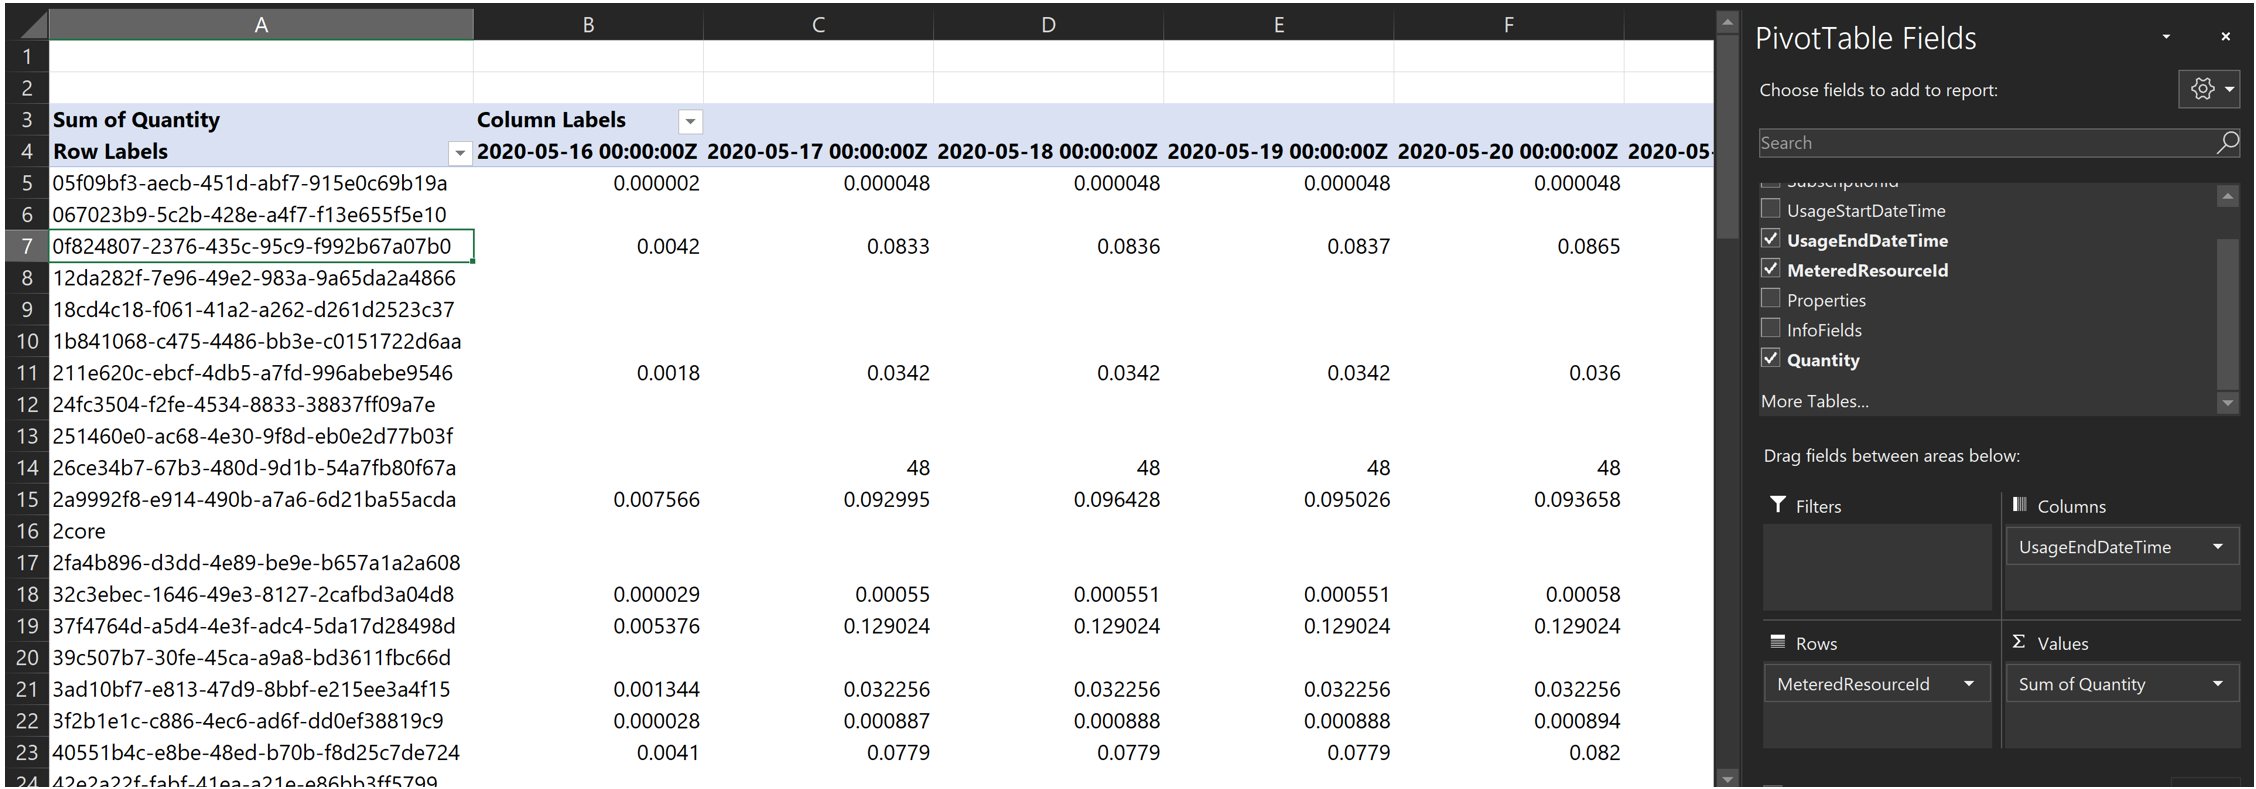 A B C D E F
1
2
3 Sum of Quantity Column Labels
4 Row Labels 2020-05-16 00:00:00Z 2020-05-17 00:00:00Z 2020-05-18 00:00:00Z 2020-05-19 00:00:00Z 2020-05-20 00:00:00Z 2020-05-
5 05f09bf3-aecb-451d-abf7-915e0c69b19a 0.000002 0.000048 0.000048 0.000048 0.000048
6 067023b9-5c2b-428e-a4f7-f13e655f5e10
7 0f824807-2376-435c-95c9-f992b67a07b0 0.0042 0.0833 0.0836 0.0837 0.0865
8 12da282f-7e96-49e2-983a-9a65da2a4866
9 18cd4c18-f061-41a2-a262-d261d2523c37
10 1b841068-c475-4486-bb3e-c0151722d6aa
11 211e620c-ebcf-4db5-a7fd-996abebe9546 0.0018 0.0342 0.0342 0.0342 0.036
12 24fc3504-f2fe-4534-8833-38837ff09a7e
13 251460e0-ac68-4e30-9f8d-eb0e2d77b03f
14 26ce34b7-67b3-480d-9d1b-54a7fb80f67a 48 48 48 48
15 2a9992f8-e914-490b-a7a6-6d21ba55acda 0.007566 0.092995 0.096428 0.095026 0.093658
16 2core
17 2fa4b896-d3dd-4e89-be9e-b657a1a2a608
18 32c3ebec-1646-49e3-8127-2cafbd3a04d8 0.000029 0.00055 0.000551 0.000551 0.00058
19 37f4764d-a5d4-4e3f-adc4-5da17d28498d 0.005376 0.129024 0.129024 0.129024 0.129024
20 39c507b7-30fe-45ca-a9a8-bd3611fbc66d
21 3ad10bf7-e813-47d9-8bbf-e215ee3a4f15 0.001344 0.032256 0.032256 0.032256 0.032256
22 3f2b1e1c-c886-4ec6-ad6f-dd0ef38819c9 0.000028 0.000887 0.000888 0.000888 0.000894
23 40551b4c-e8be-48ed-b70b-f8d25c7de724 0.0041 0.0779 0.0779 0.0779 0.082
24 42e2a22f-fabf-41ea-a21e-e86bb3ff5799
PivotTable Fields
Choose fields to add to report:
Search
SubscriptionId
UsageStartDateTime
UsageEndDateTime
MeteredResourceId
Properties
InfoFields
Quantity
More Tables...
Drag fields between areas below:
Filters
Columns
UsageEndDateTime
Rows
Σ Values
MeteredResourceId
Sum of Quantity